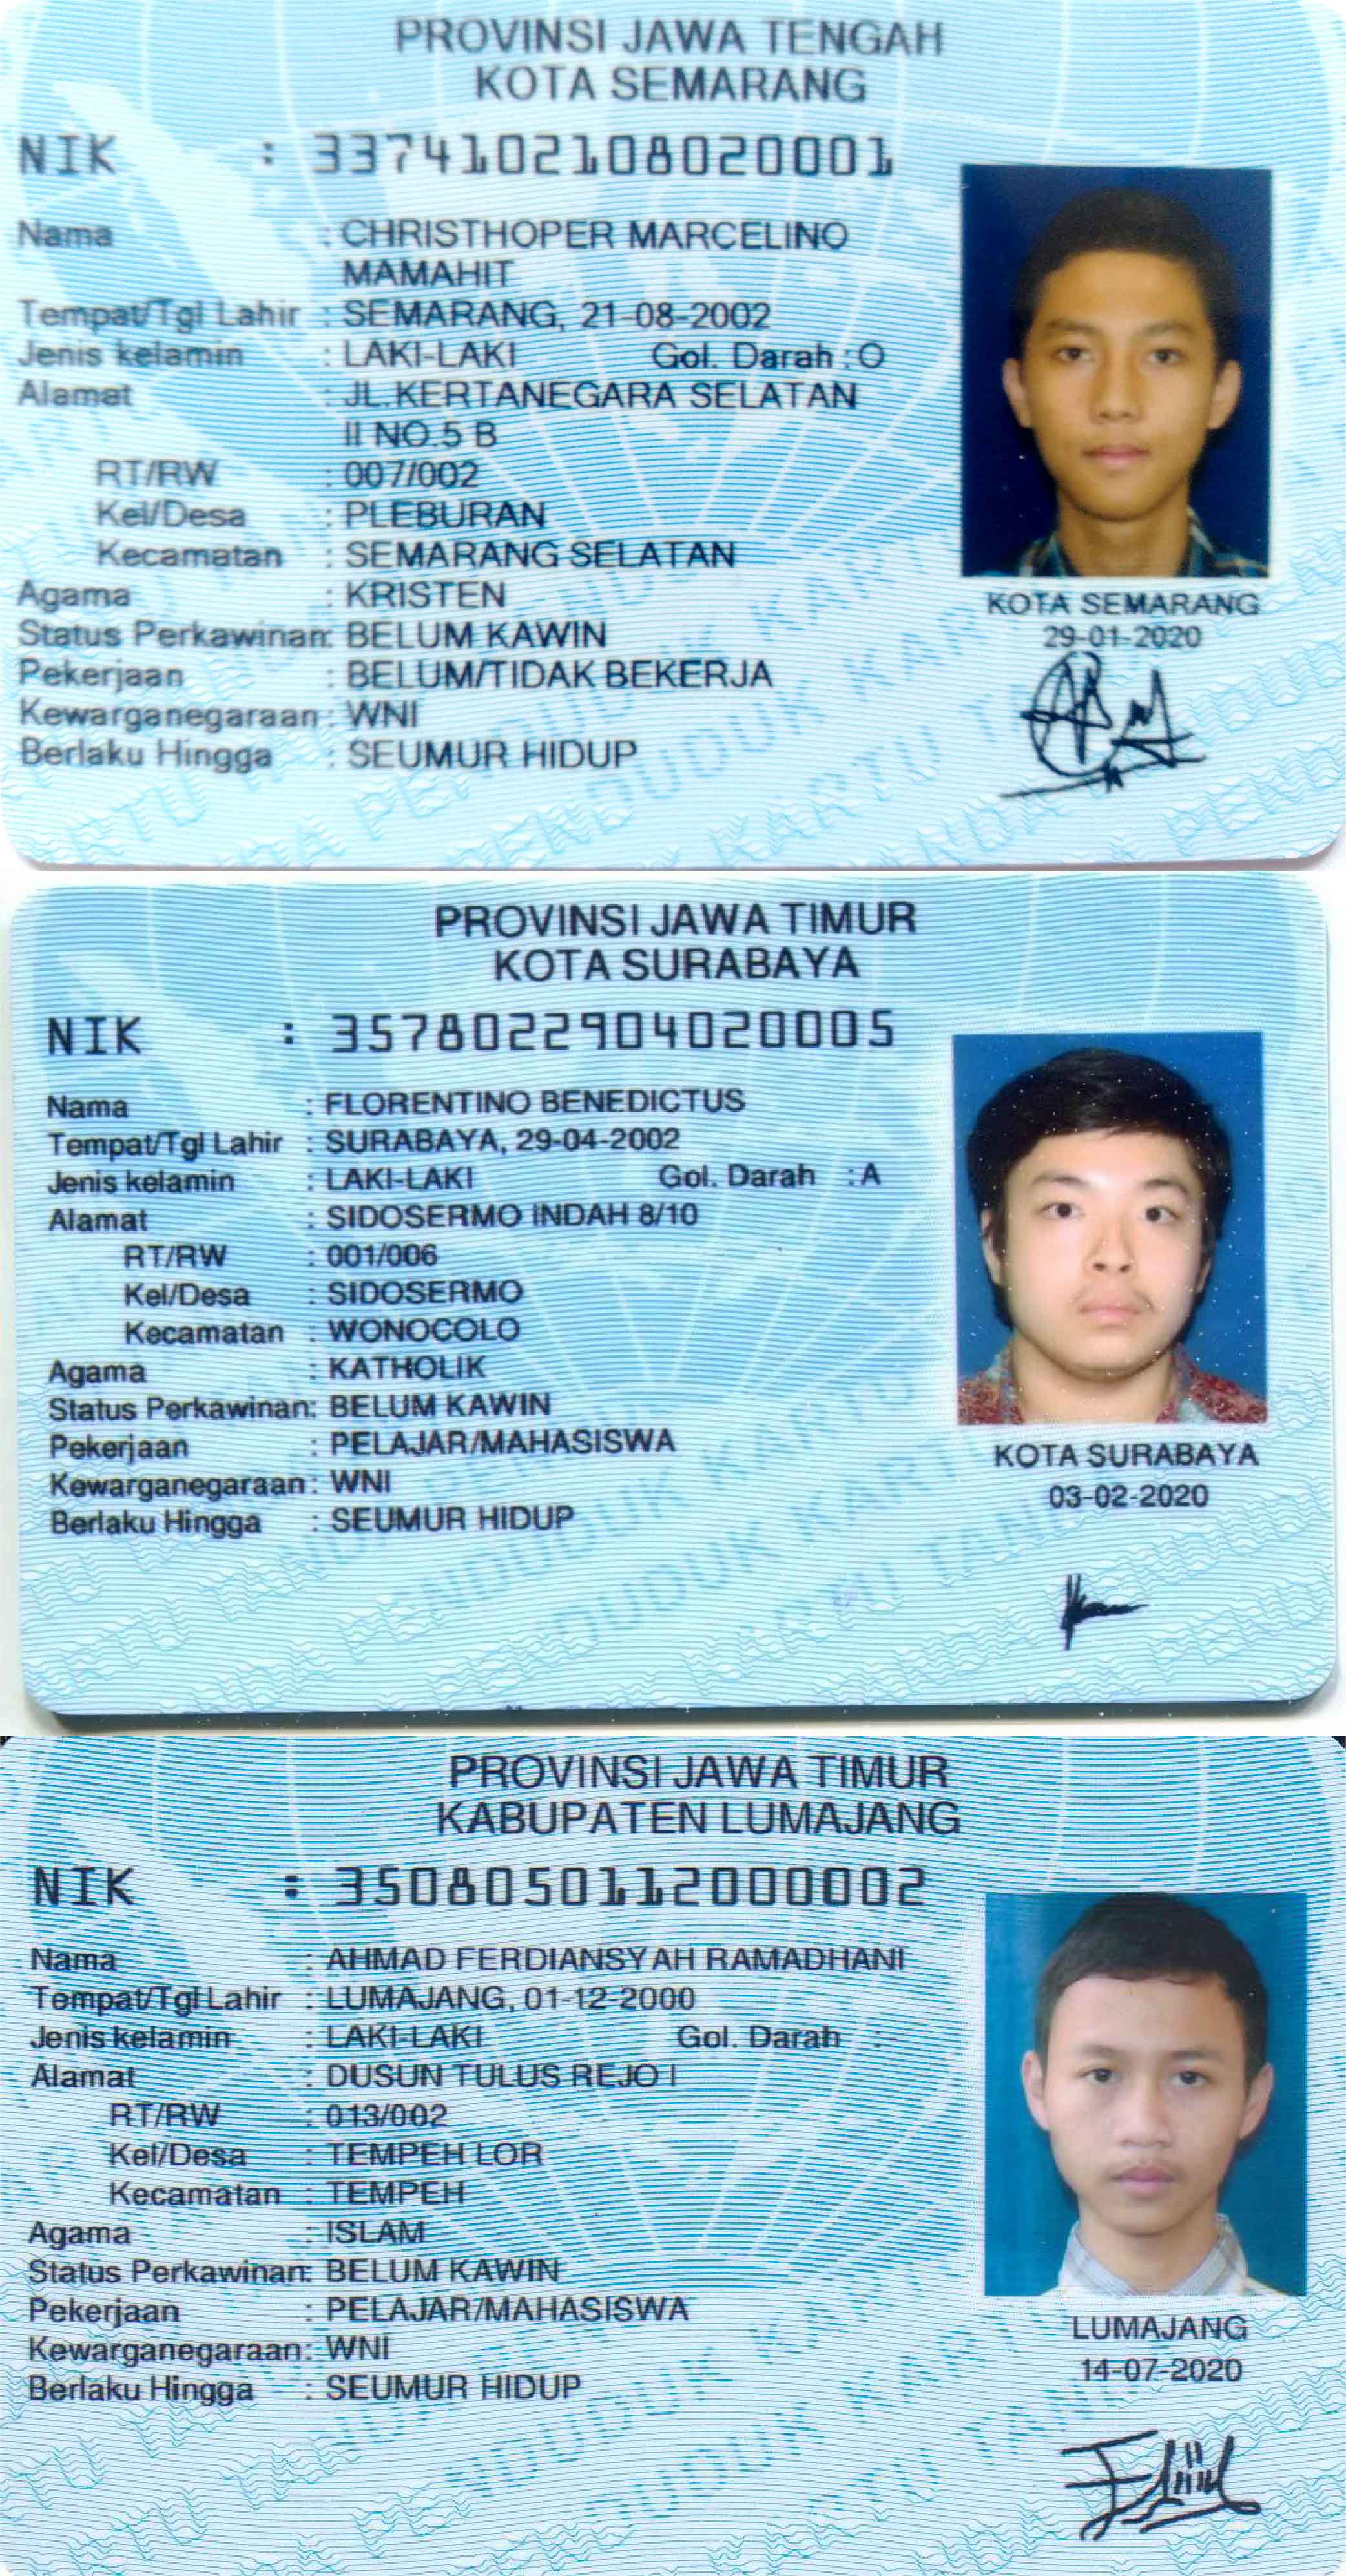 PROVINSI JAWA TENGAH
KOTA SEMARANG
NIK : 3374102108020001
Nama : CHRISTHOPER MARCELINO
MAMAHIT
Tempat/Tgl Lahir : SEMARANG, 21-08-2002
Jenis kelamin : LAKI-LAKI Gol. Darah : O
Alamat : JL.KERTANEGARA SELATAN
II NO.5 B
RT/RW : 007/002
Kel/Desa : PLEBURAN
Kecamatan : SEMARANG SELATAN
Agama : KRISTEN
Status Perkawinan: BELUM KAWIN
Pekerjaan : BELUM/TIDAK BEKERJA
Kewarganegaraan : WNI
Berlaku Hingga : SEUMUR HIDUP
KOTA SEMARANG
29-01-2020
PROVINSI JAWA TIMUR
KOTA SURABAYA
NIK : 3578022904020005
Nama : FLORENTINO BENEDICTUS
Tempat/Tgl Lahir : SURABAYA, 29-04-2002
Jenis kelamin : LAKI-LAKI Gol. Darah : A
Alamat : SIDOSERMO INDAH 8/10
RT/RW : 001/006
Kel/Desa : SIDOSERMO
Kecamatan : WONOCOLO
Agama : KATHOLIK
Status Perkawinan: BELUM KAWIN
Pekerjaan : PELAJAR/MAHASISWA
Kewarganegaraan : WNI
Berlaku Hingga : SEUMUR HIDUP
KOTA SURABAYA
03-02-2020
PROVINSI JAWA TIMUR
KABUPATEN LUMAJANG
NIK : 3508050112000002
Nama : AHMAD FERDIANSYAH RAMADHANI
Tempat/Tgl Lahir : LUMAJANG, 01-12-2000
Jenis kelamin : LAKI-LAKI Gol. Darah : -
Alamat : DUSUN TULUS REJO I
RT/RW : 013/002
Kel/Desa : TEMPEH LOR
Kecamatan : TEMPEH
Agama : ISLAM
Status Perkawinan: BELUM KAWIN
Pekerjaan : PELAJAR/MAHASISWA
Kewarganegaraan: WNI
Berlaku Hingga : SEUMUR HIDUP
LUMAJANG
14-07-2020